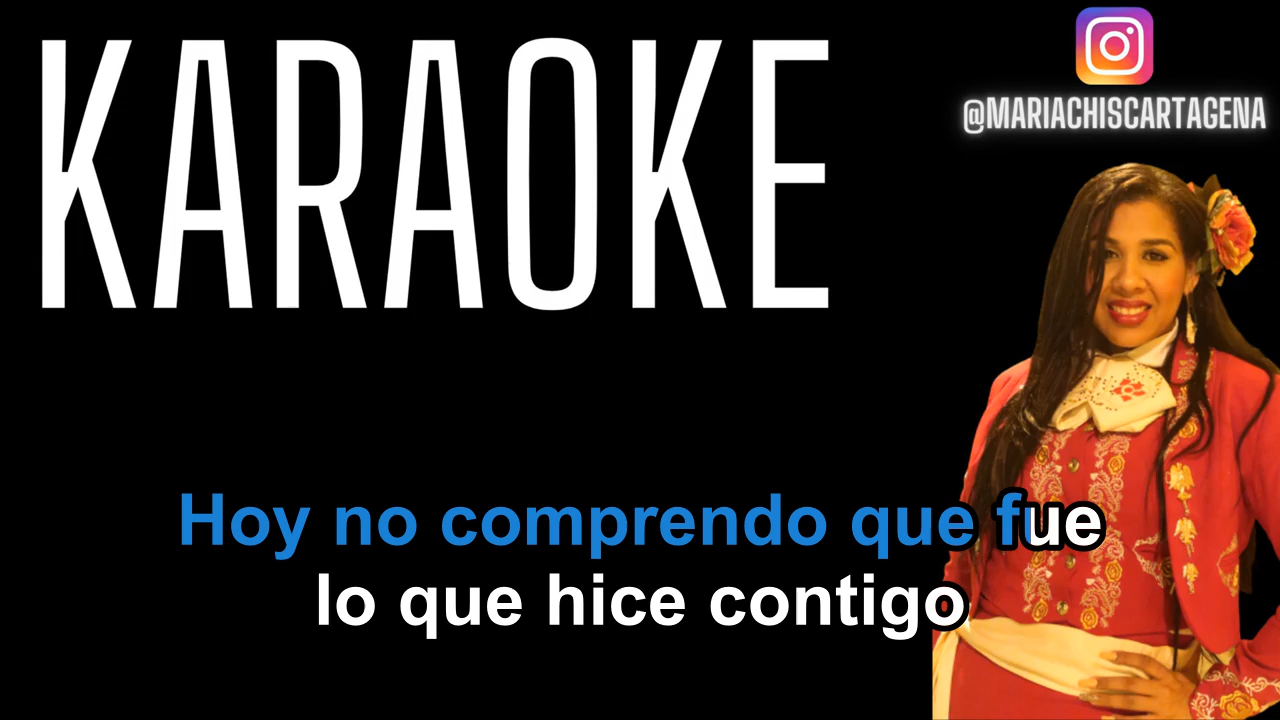 KARAOKE
@MARIACHISCARTAGENA
Hoy no comprendo que fue
lo que hice contigo